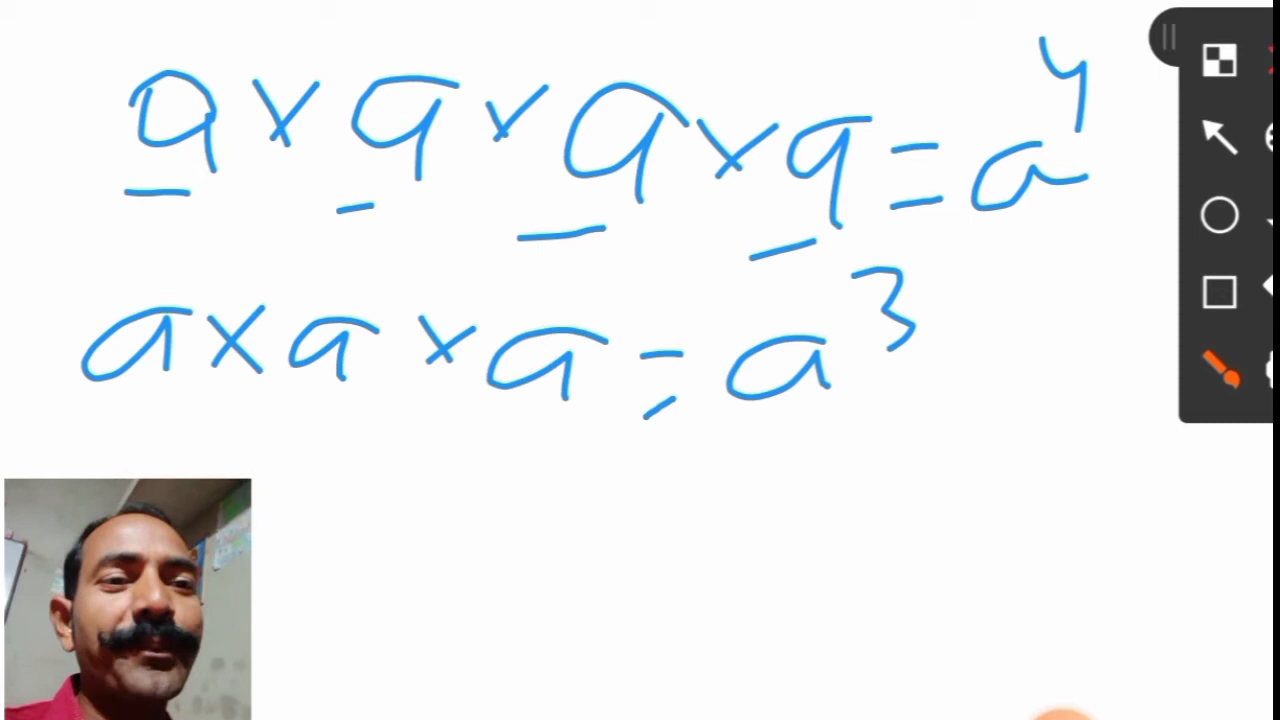 a × a × a × a = a⁴
a × a × a = a³